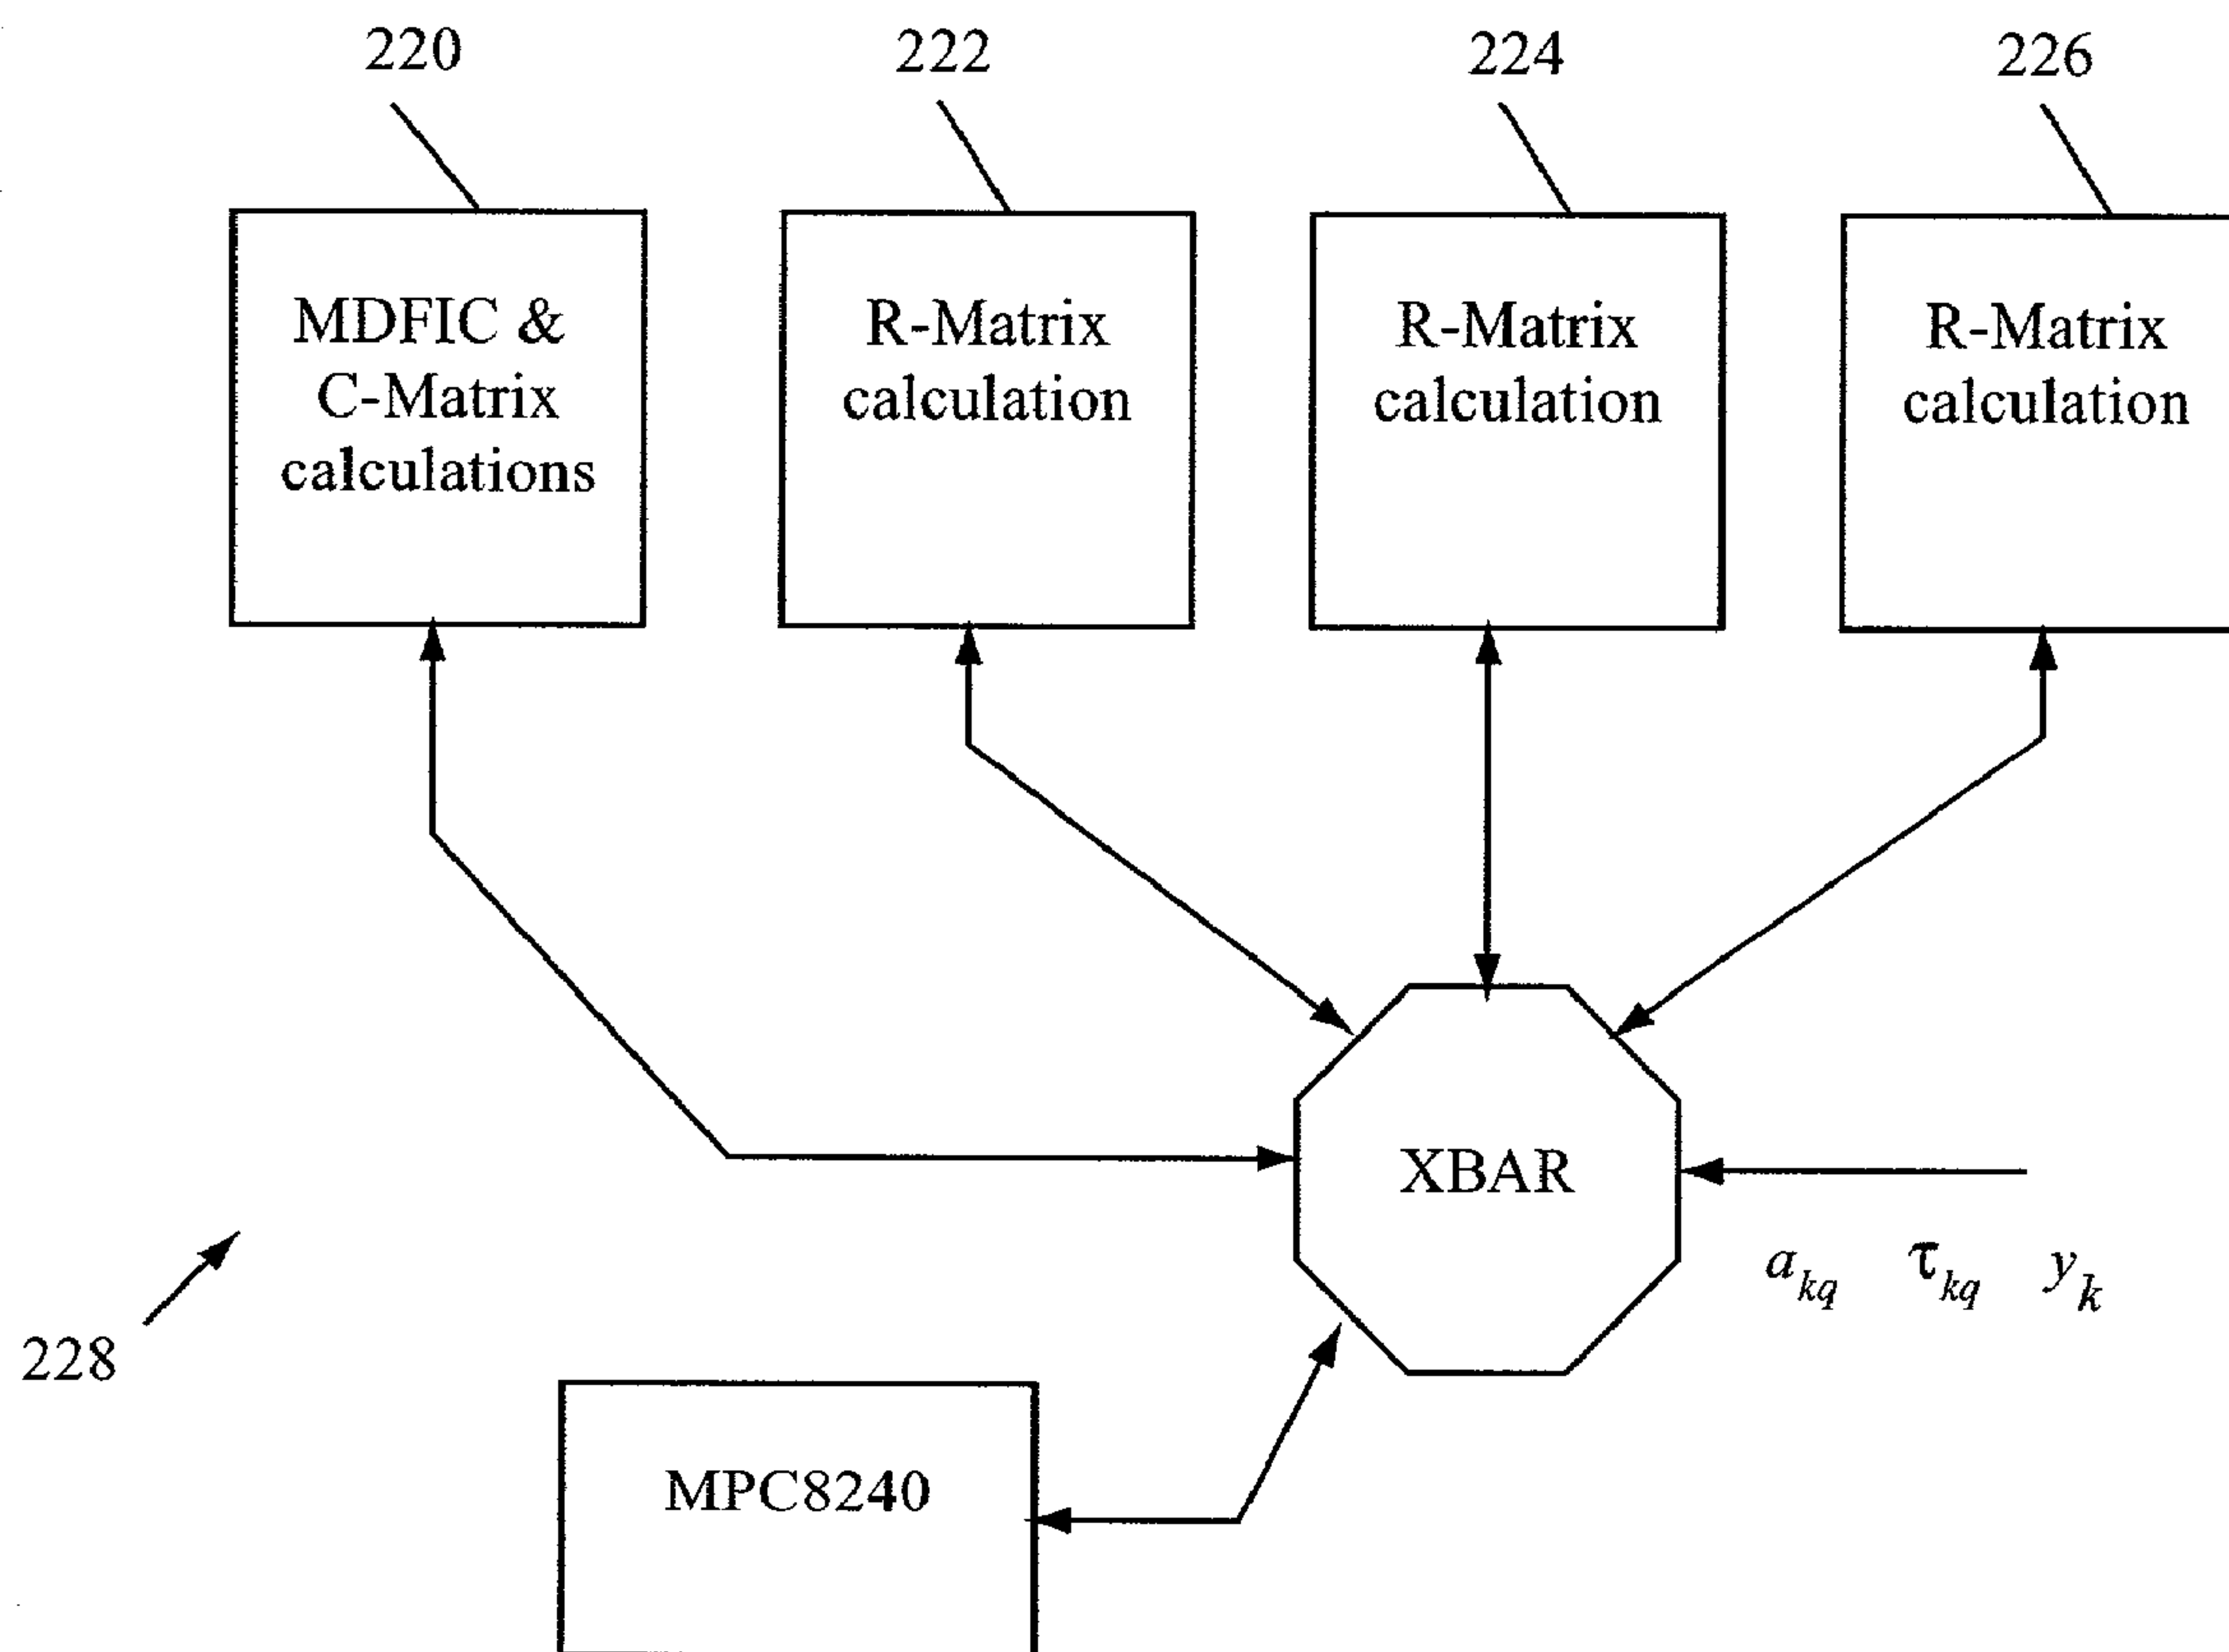 220
222
224
226
MDFIC &
C-Matrix
calculations
R-Matrix
calculation
R-Matrix
calculation
R-Matrix
calculation
XBAR
a_kq τ_kq y_k
228
MPC8240